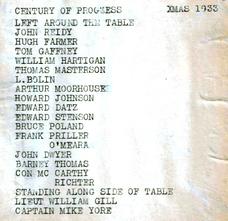 CENTURY OF PROGRESS XMAS 1933
LEFT AROUND THE TABLE
JOHN REIDY
HUGH FARMER
TOM GAFFNEY
WILLIAM HARTIGAN
THOMAS MASTERSON
L.BOLIN
ARTHUR MOORHOUSE
HOWARD JOHNSON
EDWARD DATZ
EDWARD STENSON
BRUCE POLAND
FRANK PRILLER
O'MEARA
JOHN DWYER
BARNEY THOMAS
CON MC CARTHY
RICHTER
STANDING ALONG SIDE OF TABLE
LIEUT WILLIAM GILL
CAPTAIN MIKE YORE